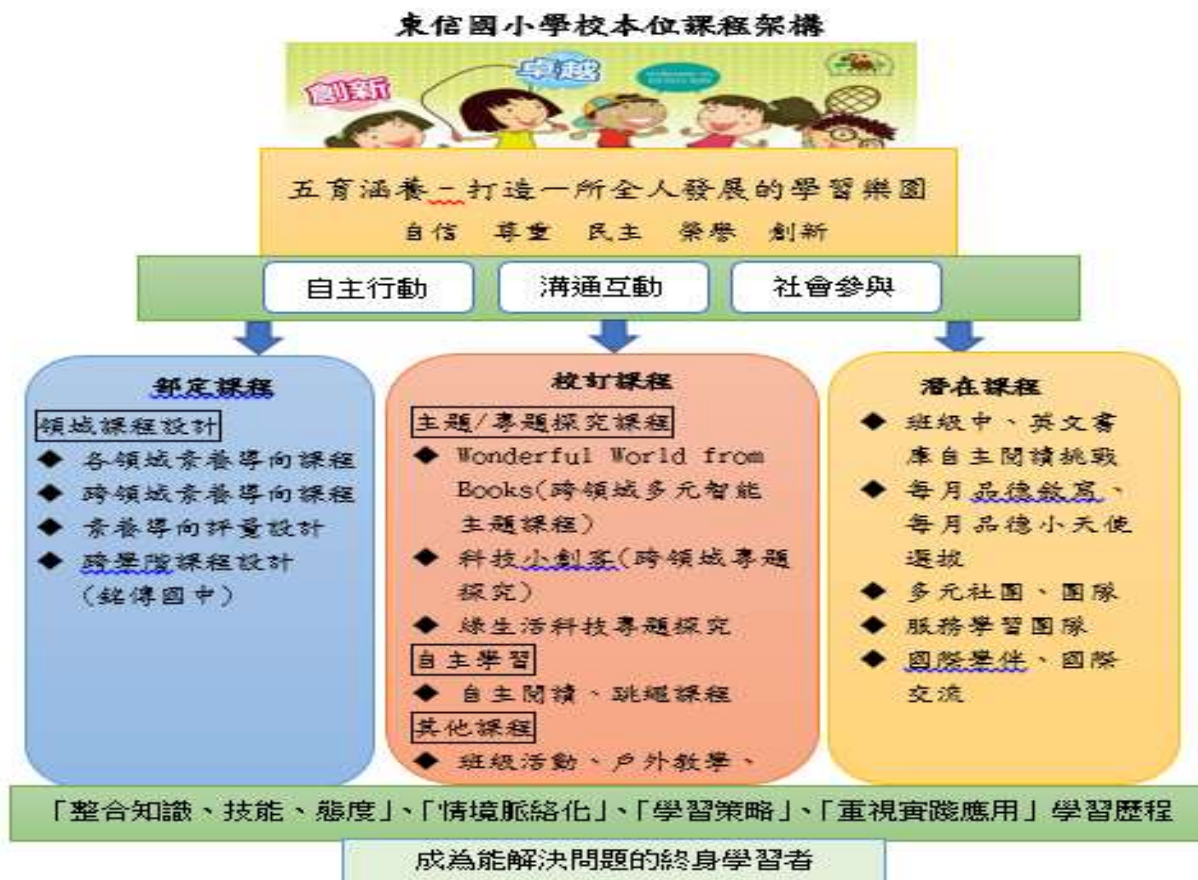 東信國小學校本位課程架構
創新
卓越
五育涵養-打造一所全人發展的學習樂園
自信 尊重 民主 榮譽 創新
自主行動 溝通互動 社會參與
部定課程
領域課程設計
◆ 各領域素養導向課程
◆ 跨領域素養導向課程
◆ 素養導向評量設計
◆ 跨學階課程設計
(銘傳國中)
校訂課程
主題/專題探究課程
◆ Wonderful World from
Books(跨領域多元智能
主題課程)
◆ 科技小創客(跨領域專題
探究)
◆ 綠生活科技專題探究
自主學習
◆ 自主閱讀、跳繩課程
其他課程
◆ 班級活動、戶外教學、
潛在課程
◆ 班級中、英文書
庫自主閱讀挑戰
◆ 每月品德敘寫、
每月品德小天使
選拔
◆ 多元社團、團隊
◆ 服務學習團隊
◆ 國際學伴、國際
交流
「整合知識、技能、態度」、「情境脈絡化」、「學習策略」、「重視實踐應用」學習歷程
成為能解決問題的終身學習者